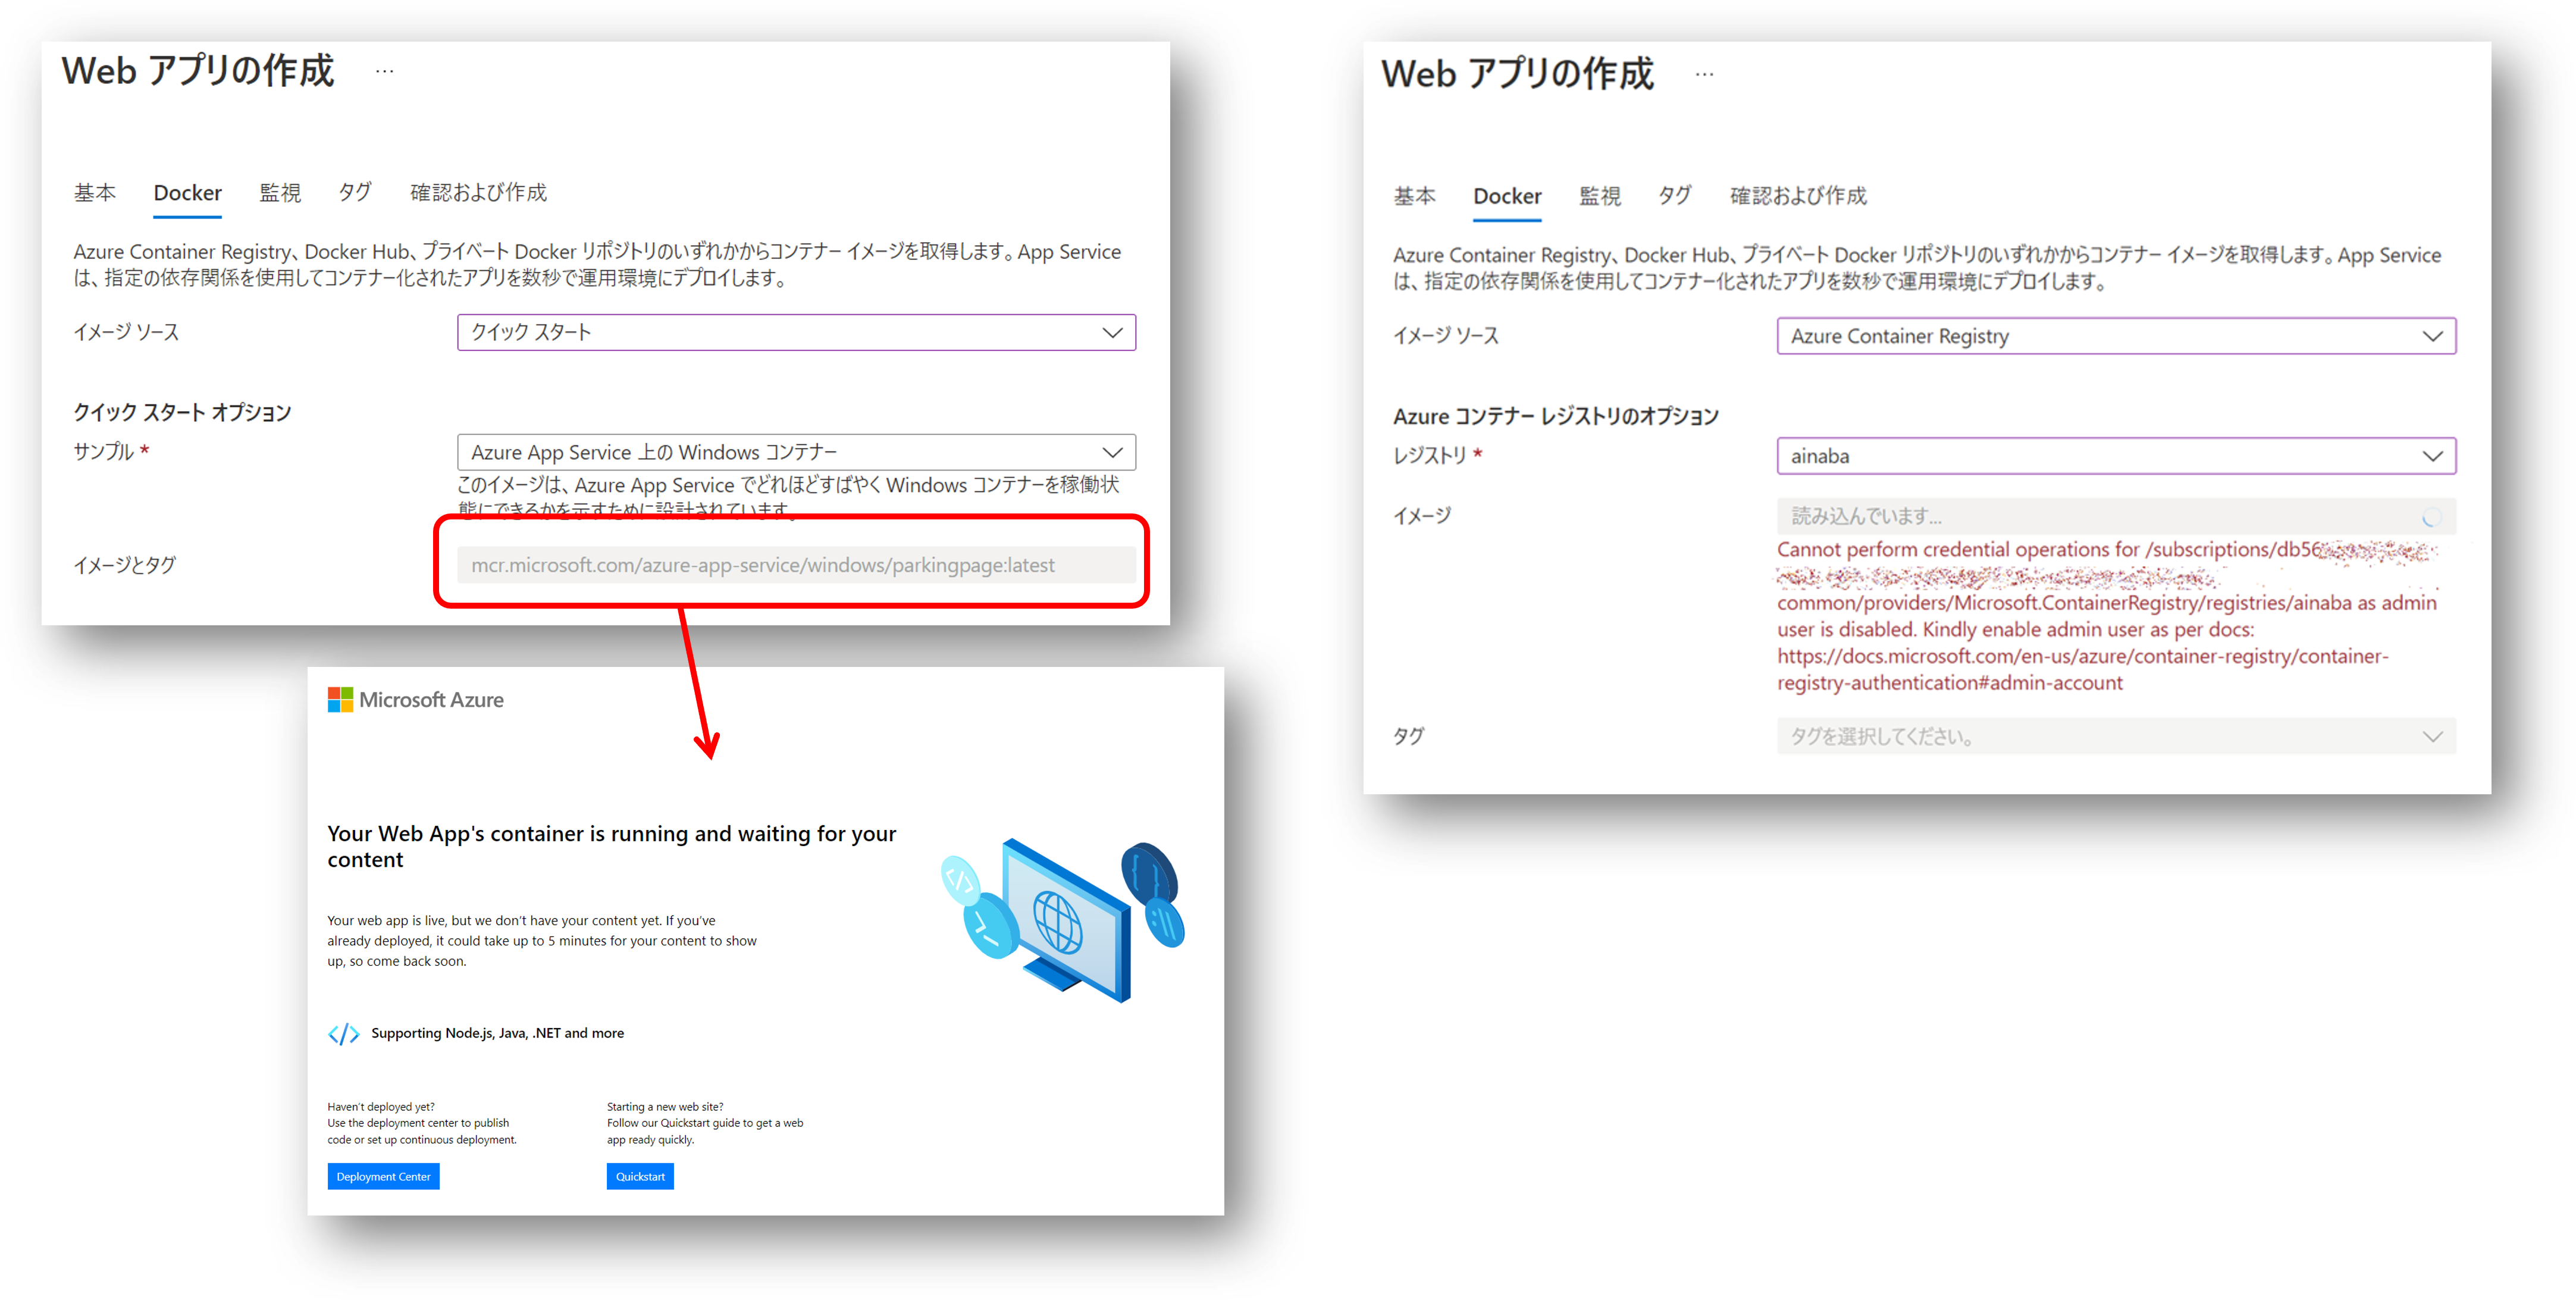 Web アプリの作成 ...
基本 Docker 監視 タグ 確認および作成
Azure Container Registry、Docker Hub、プライベート Docker リポジトリのいずれかからコンテナー イメージを取得します。App Service
は、指定の依存関係を使用してコンテナー化されたアプリを数秒で運用環境にデプロイします。
イメージ ソース
クイック スタート
クイック スタート オプション
サンプル *
Azure App Service 上の Windows コンテナー
このイメージは、Azure App Service でどれほどすばやく Windows コンテナーを稼働状
態にできるかを示すために設計されています。
イメージとタグ
mcr.microsoft.com/azure-app-service/windows/parkingpage:latest
Microsoft Azure
Your Web App's container is running and waiting for your
content
Your web app is live, but we don't have your content yet. If you've
already deployed, it could take up to 5 minutes for your content to show
up, so come back soon.
Supporting Node.js, Java, .NET and more
Haven't deployed yet?
Use the deployment center to publish
code or set up continuous deployment.
Deployment Center
Starting a new web site?
Follow our Quickstart guide to get a web
app ready quickly.
Quickstart
Web アプリの作成 ...
基本 Docker 監視 タグ 確認および作成
Azure Container Registry、Docker Hub、プライベート Docker リポジトリのいずれかからコンテナー イメージを取得します。App Service
は、指定の依存関係を使用してコンテナー化されたアプリを数秒で運用環境にデプロイします。
イメージ ソース
Azure Container Registry
Azure コンテナー レジストリのオプション
レジストリ *
ainaba
イメージ
読み込んでいます...
Cannot perform credential operations for /subscriptions/db56
common/providers/Microsoft.ContainerRegistry/registries/ainaba as admin
user is disabled. Kindly enable admin user as per docs:
https://docs.microsoft.com/en-us/azure/container-registry/container-
registry-authentication#admin-account
タグ
タグを選択してください。